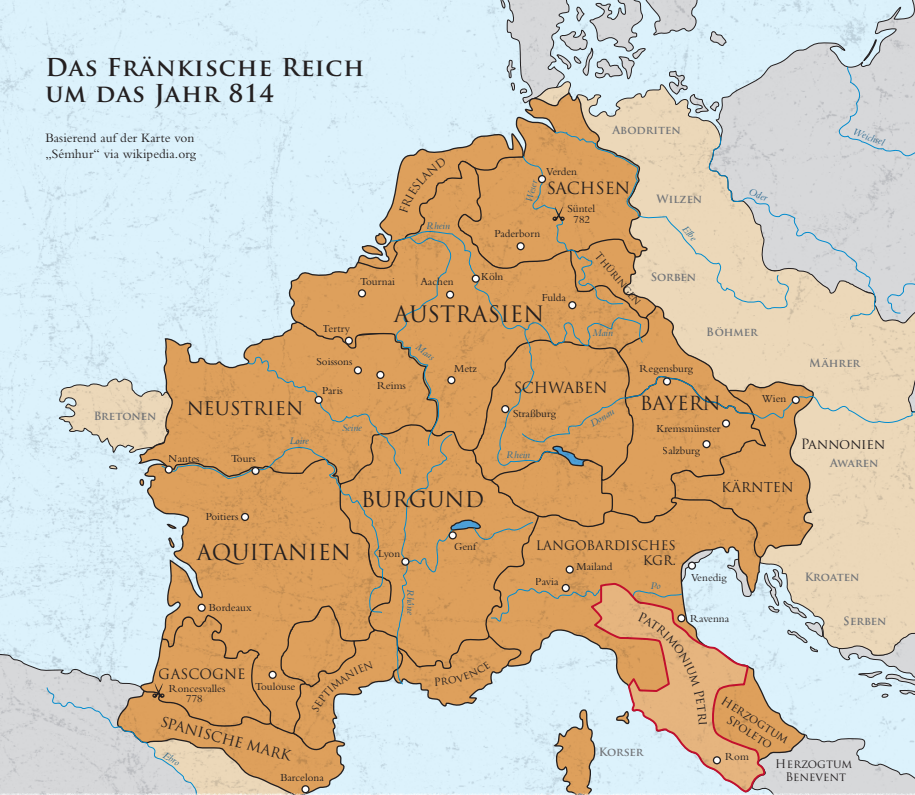 Das Fränkische Reich
um das Jahr 814
Basierend auf der Karte von
„Sémhur“ via wikipedia.org
Abodriten
Weichsel
Friesland
Verden
Sachsen
Weser
Süntel
782
Wilzen
Oder
Elbe
Paderborn
Rhein
Thüringen
Sorben
Tournai
Aachen
Köln
Fulda
Austrasien
Main
Böhmer
Tertry
Maas
Mährer
Soissons
Reims
Metz
Schwaben
Regensburg
Paris
Neustrien
Bretonen
Straßburg
Donau
Bayern
Wien
Kremsmünster
Seine
Loire
Salzburg
Pannonien
Awaren
Nantes
Tours
Rhein
Kärnten
Burgund
Poitiers
Aquitanien
Lyon
Genf
Langobardisches
Kgr.
Mailand
Pavia
Po
Venedig
Kroaten
Rhône
Bordeaux
Ravenna
Serben
Patrimonium Petri
Gascogne
Roncesvalles
778
Toulouse
Septimanien
Provence
Spanische Mark
Herzogtum
Spoleto
Korser
Rom
Ebro
Barcelona
Herzogtum
Benevent